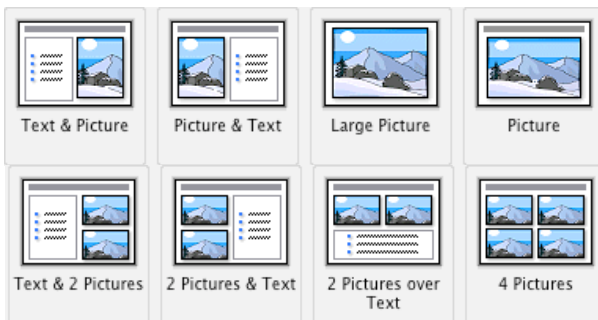 Text & Picture
Picture & Text
Large Picture
Picture
Text & 2 Pictures
2 Pictures & Text
2 Pictures over
Text
4 Pictures